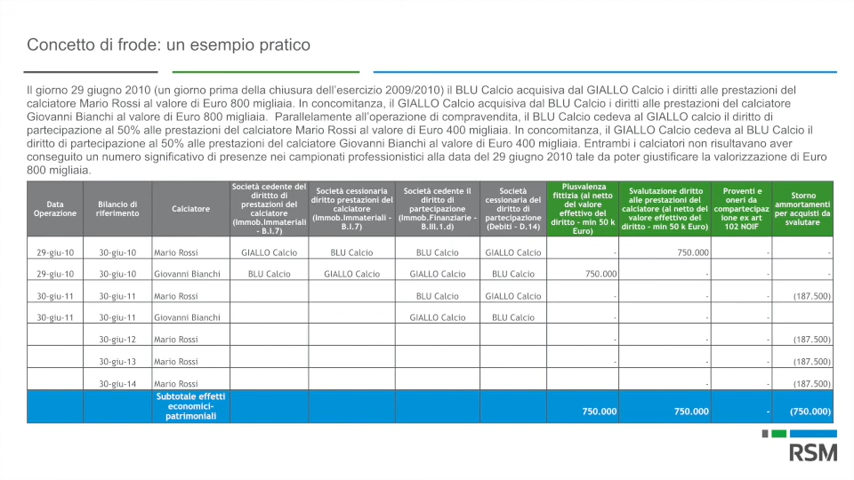 Concetto di frode: un esempio pratico
Il giorno 29 giugno 2010 (un giorno prima della chiusura dell'esercizio 2009/2010) il BLU Calcio acquisiva dal GIALLO Calcio i diritti alle prestazioni del
calciatore Mario Rossi al valore di Euro 800 migliaia. In concomitanza, il GIALLO Calcio acquisiva dal BLU Calcio i diritti alle prestazioni del calciatore
Giovanni Bianchi al valore di Euro 800 migliaia. Parallelamente all'operazione di compravendita, il BLU Calcio cedeva al GIALLO calcio il diritto di
partecipazione al 50% alle prestazioni del calciatore Mario Rossi al valore di Euro 400 migliaia. In concomitanza, il GIALLO Calcio cedeva al BLU Calcio il
diritto di partecipazione al 50% alle prestazioni del calciatore Giovanni Bianchi al valore di Euro 400 migliaia. Entrambi i calciatori non risultavano aver
conseguito un numero significativo di presenze nei campionati professionistici alla data del 29 giugno 2010 tale da poter giustificare la valorizzazione di Euro
800 migliaia.
Data Operazione | Bilancio di riferimento | Calciatore | Società cedente del dirittto di prestazioni del calciatore (Immob.Immateriali - B.I.7) | Società cessionaria diritto prestazioni del calciatore (Immob.Immateriali - B.I.7) | Società cedente il diritto di partecipazione (Immob.Finanziarie - B.III.1.d) | Società cessionaria del diritto di partecipazione (Debiti - D.14) | Plusvalenza fittizia (al netto del valore effettivo del diritto - min 50 k Euro) | Svalutazione diritto alle prestazioni del calciatore (al netto del valore effettivo del diritto - min 50 k Euro) | Proventi e oneri da compartecipaz ione ex art 102 NOIF | Storno ammortamenti per acquisti da svalutare
29-giu-10 | 30-giu-10 | Mario Rossi | GIALLO Calcio | BLU Calcio | BLU Calcio | GIALLO Calcio | - | 750.000 | - | -
29-giu-10 | 30-giu-10 | Giovanni Bianchi | BLU Calcio | GIALLO Calcio | GIALLO Calcio | BLU Calcio | 750.000 | - | - | -
30-giu-11 | 30-giu-11 | Mario Rossi | BLU Calcio | GIALLO Calcio | - | - | - | (187.500)
30-giu-11 | 30-giu-11 | Giovanni Bianchi | GIALLO Calcio | BLU Calcio | - | - | -
30-giu-12 | Mario Rossi | - | - | - | (187.500)
30-giu-13 | Mario Rossi | - | - | - | (187.500)
30-giu-14 | Mario Rossi | - | - | (187.500)
Subtotale effetti economici-patrimoniali | 750.000 | 750.000 | - | (750.000)
RSM